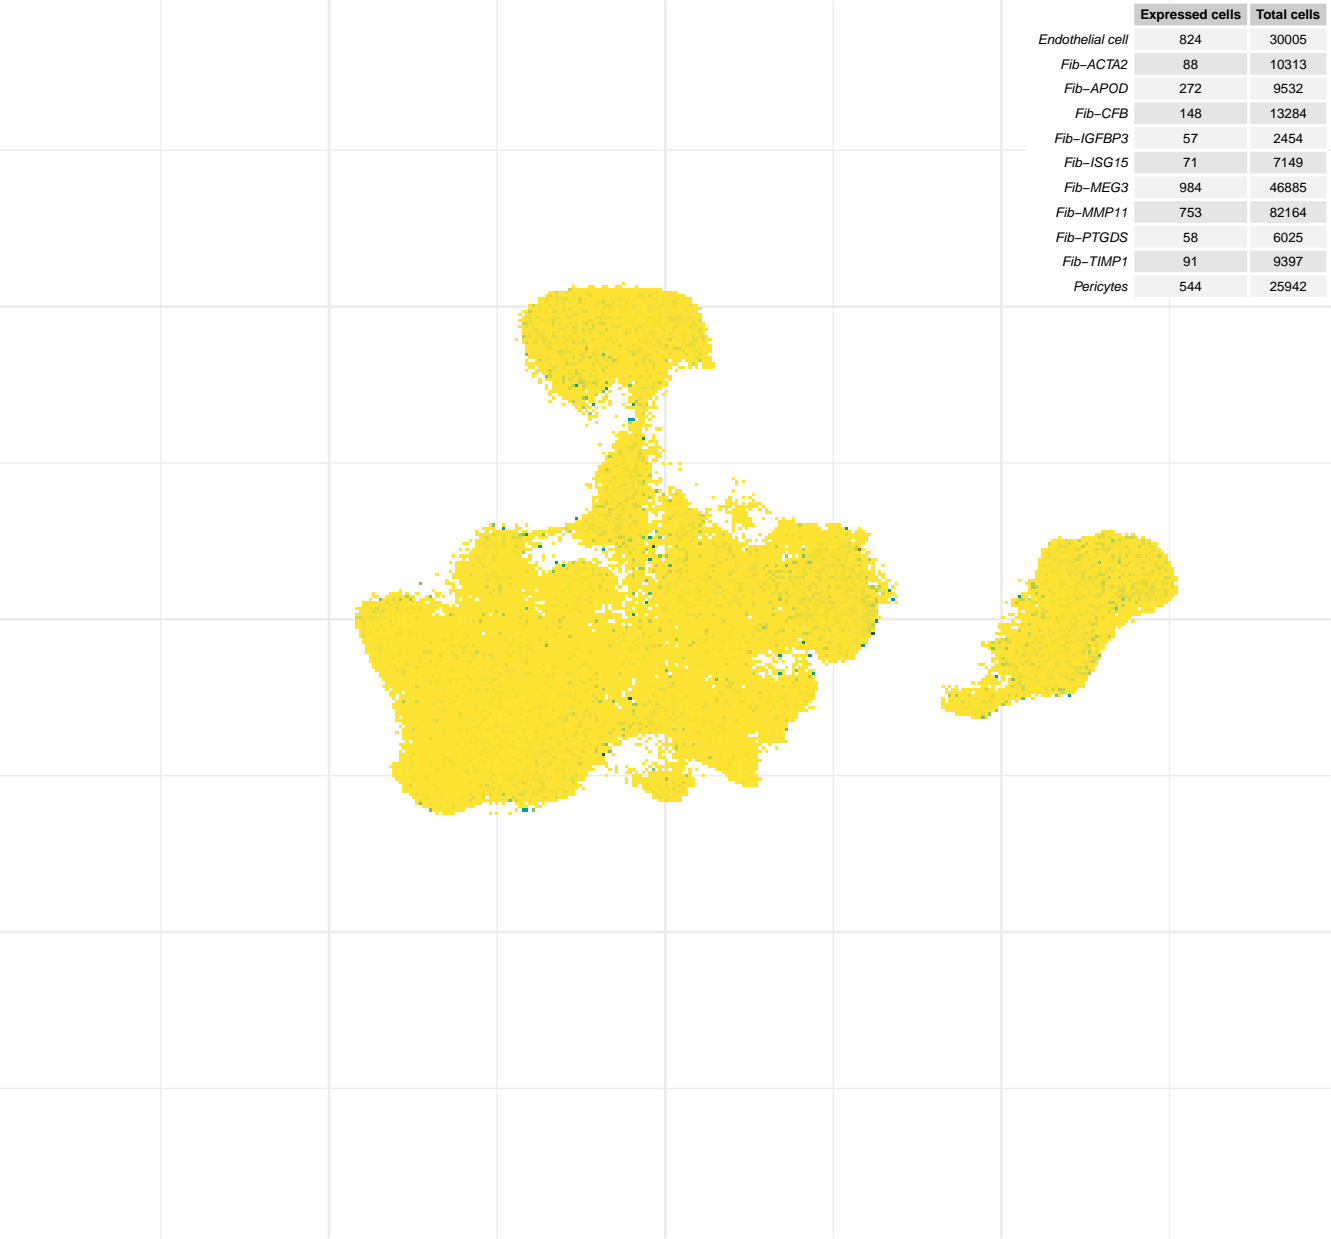 Expressed cells Total cells
Endothelial cell 824 30005
Fib−ACTA2 88 10313
Fib−APOD 272 9532
Fib−CFB 148 13284
Fib−IGFBP3 57 2454
Fib−ISG15 71 7149
Fib−MEG3 984 46885
Fib−MMP11 753 82164
Fib−PTGDS 58 6025
Fib−TIMP1 91 9397
Pericytes 544 25942